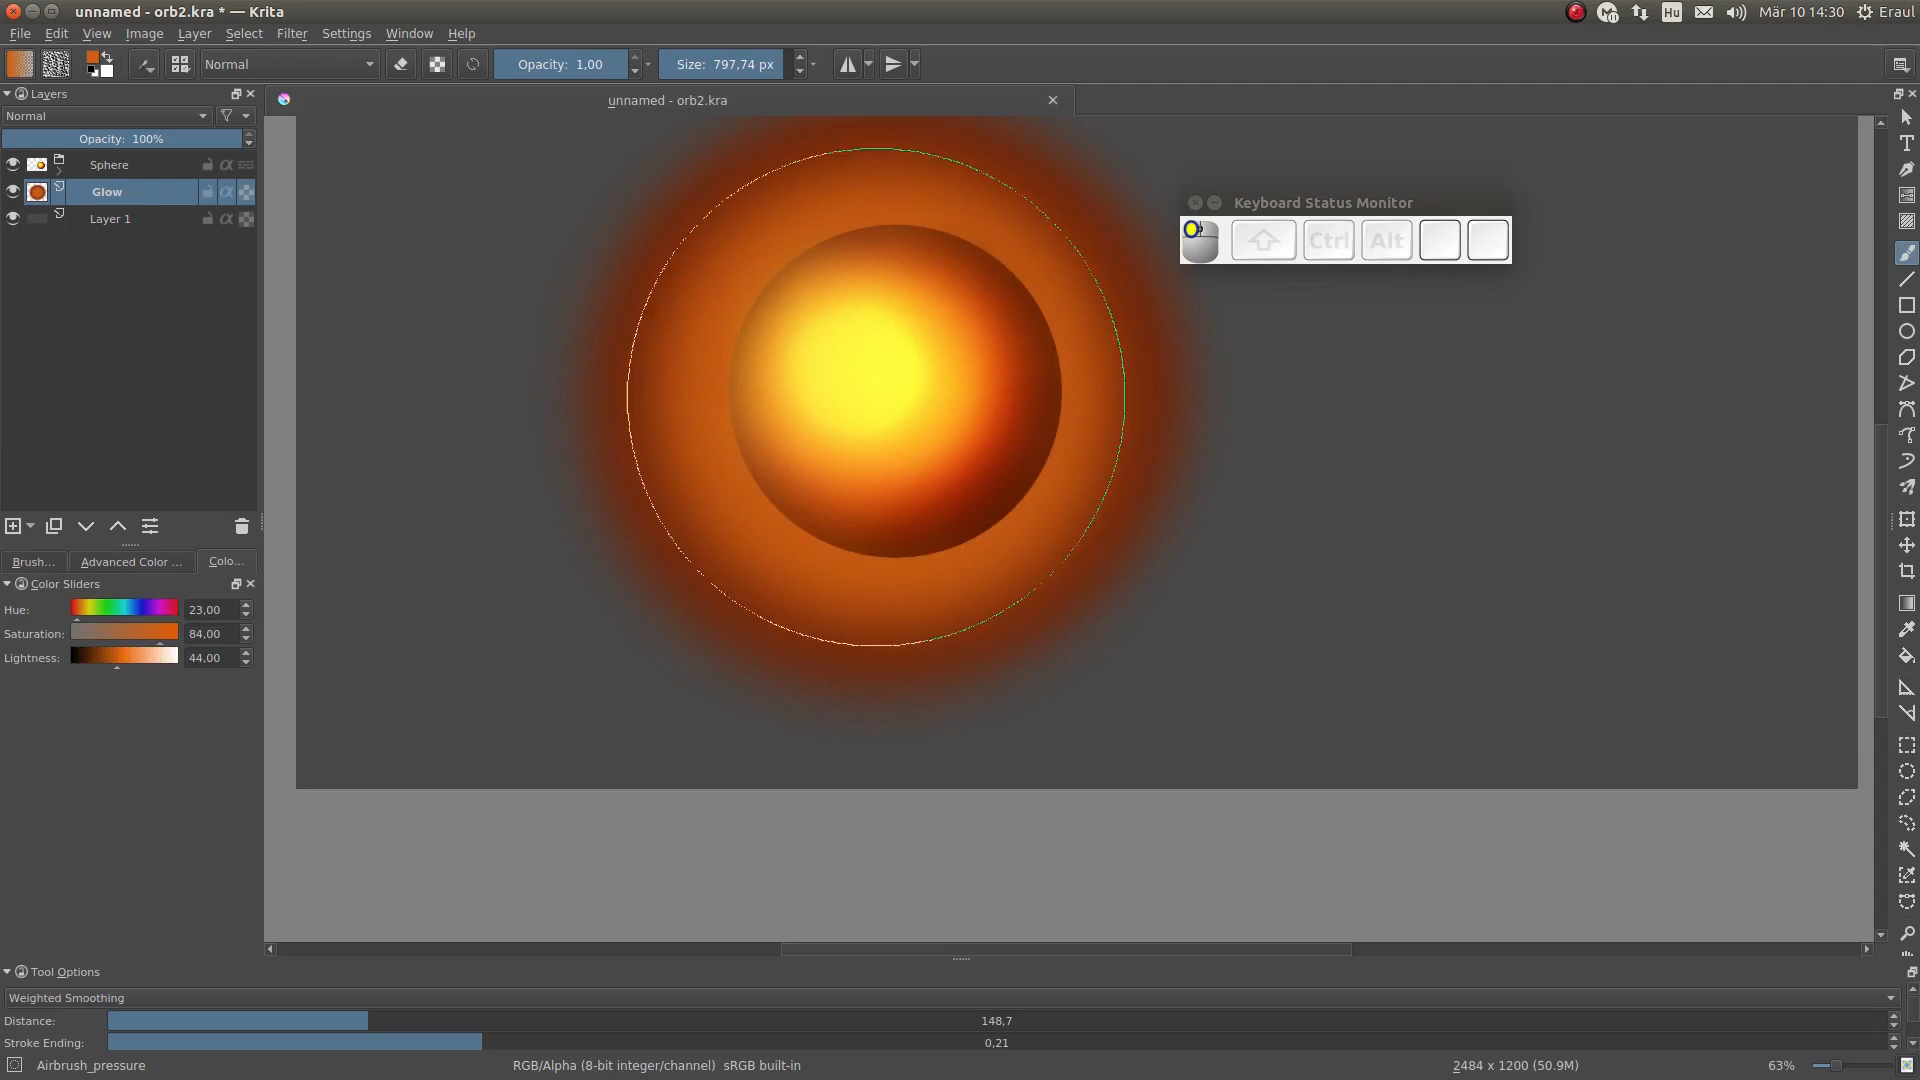 unnamed - orb2.kra * — Krita
Hu
Mär 10 14:30
Eraul
File Edit View Image Layer Select Filter Settings Window Help
Normal
Opacity: 1,00
Size: 797,74 px
Layers
unnamed - orb2.kra
Normal
Opacity: 100%
Sphere
Glow
Layer 1
Keyboard Status Monitor
Ctrl Alt
Brush... Advanced Color ... Colo...
Color Sliders
Hue: 23,00
Saturation: 84,00
Lightness: 44,00
Tool Options
Weighted Smoothing
Distance: 148,7
Stroke Ending: 0,21
Airbrush_pressure
RGB/Alpha (8-bit integer/channel) sRGB built-in
2484 x 1200 (50.9M)
63%